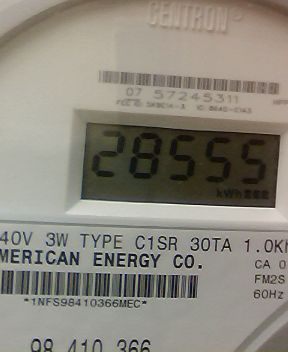 CENTRON®
07 57245311
28555
kWh
40V 3W TYPE C1SR 30TA 1.0Kh
MERICAN ENERGY CO.
CA 0
FM2S
60Hz
*1NFS98410366MEC*
98 410 366